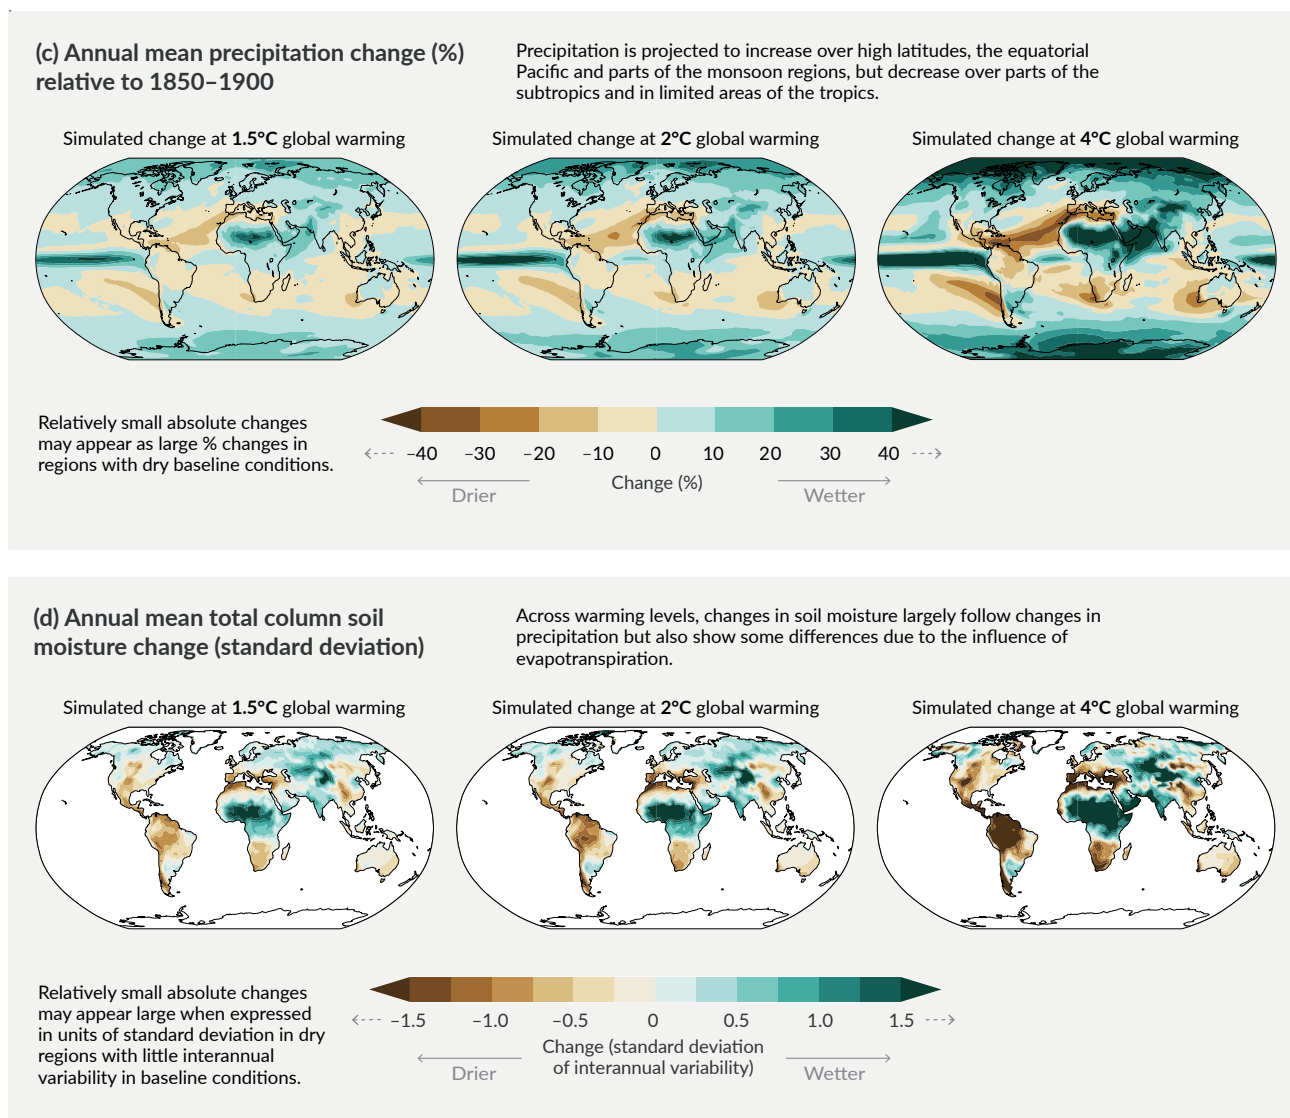 (c) Annual mean precipitation change (%)
relative to 1850–1900
Precipitation is projected to increase over high latitudes, the equatorial
Pacific and parts of the monsoon regions, but decrease over parts of the
subtropics and in limited areas of the tropics.
Simulated change at 1.5°C global warming
Simulated change at 2°C global warming
Simulated change at 4°C global warming
Relatively small absolute changes
may appear as large % changes in
regions with dry baseline conditions.
–40 –30 –20 –10 0 10 20 30 40
Change (%)
Drier
Wetter
(d) Annual mean total column soil
moisture change (standard deviation)
Across warming levels, changes in soil moisture largely follow changes in
precipitation but also show some differences due to the influence of
evapotranspiration.
Simulated change at 1.5°C global warming
Simulated change at 2°C global warming
Simulated change at 4°C global warming
Relatively small absolute changes
may appear large when expressed
in units of standard deviation in dry
regions with little interannual
variability in baseline conditions.
–1.5 –1.0 –0.5 0 0.5 1.0 1.5
Change (standard deviation
of interannual variability)
Drier
Wetter